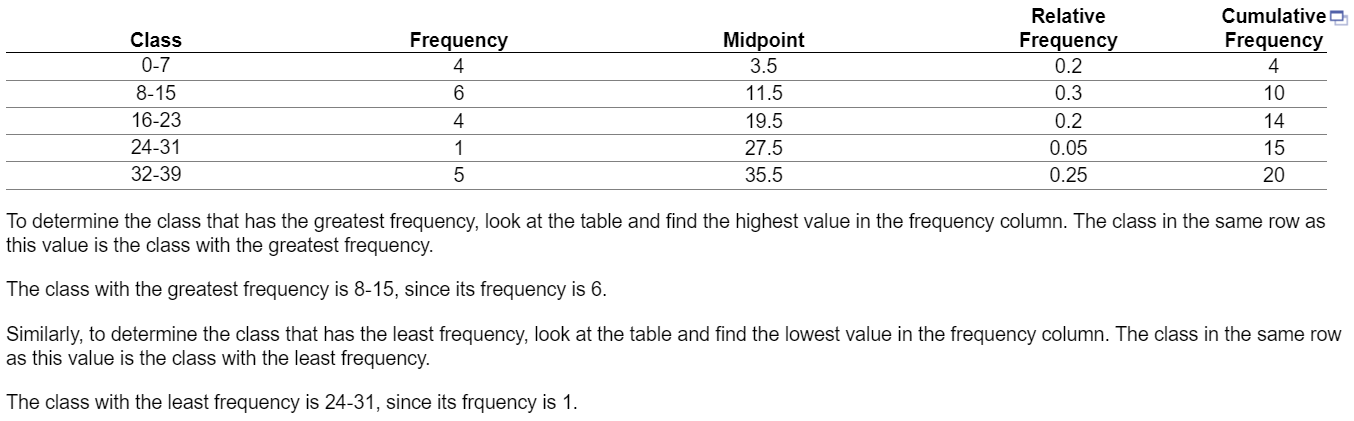 Relative Cumulative
Class Frequency Midpoint Frequency Frequency
0-7 4 3.5 0.2 4
8-15 6 11.5 0.3 10
16-23 4 19.5 0.2 14
24-31 1 27.5 0.05 15
32-39 5 35.5 0.25 20
To determine the class that has the greatest frequency, look at the table and find the highest value in the frequency column. The class in the same row as
this value is the class with the greatest frequency.
The class with the greatest frequency is 8-15, since its frequency is 6.
Similarly, to determine the class that has the least frequency, look at the table and find the lowest value in the frequency column. The class in the same row
as this value is the class with the least frequency.
The class with the least frequency is 24-31, since its frquency is 1.